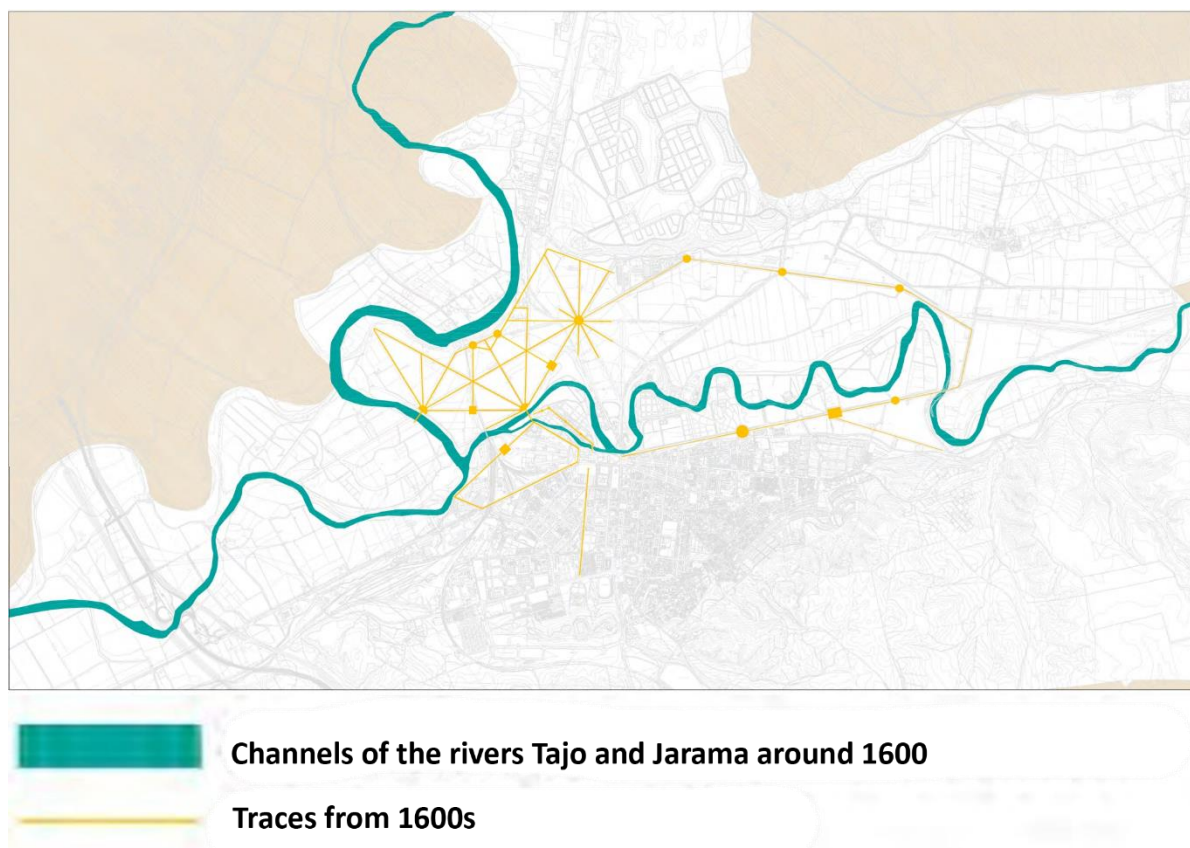 Channels of the rivers Tajo and Jarama around 1600
Traces from 1600s